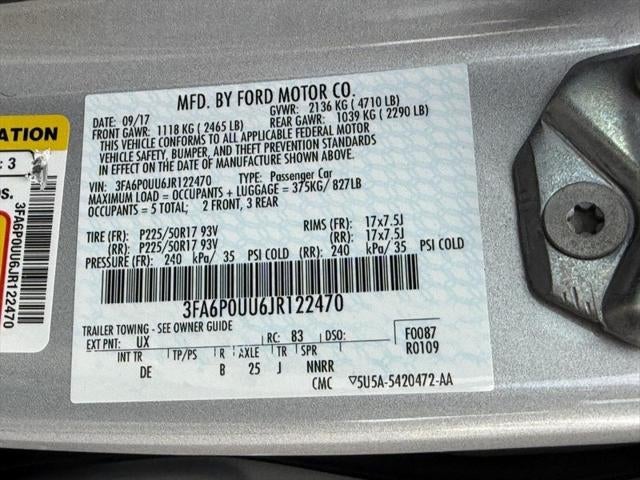 MFD. BY FORD MOTOR CO.
DATE: 09/17 GVWR: 2136 KG ( 4710 LB)
FRONT GAWR: 1118 KG ( 2465 LB) REAR GAWR: 1039 KG ( 2290 LB)
THIS VEHICLE CONFORMS TO ALL APPLICABLE FEDERAL MOTOR
VEHICLE SAFETY, BUMPER, AND THEFT PREVENTION STANDARDS
IN EFFECT ON THE DATE OF MANUFACTURE SHOWN ABOVE.
VIN: 3FA6P0UU6JR122470 TYPE: Passenger Car
MAXIMUM LOAD = OCCUPANTS + LUGGAGE = 375KG/ 827LB
OCCUPANTS = 5 TOTAL; 2 FRONT, 3 REAR
TIRE (FR): P225/50R17 93V RIMS (FR): 17x7.5J
(RR): P225/50R17 93V (RR): 17x7.5J
PRESSURE (FR): 240 kPa/ 35 PSI COLD (RR): 240 kPa/ 35 PSI COLD
3FA6P0UU6JR122470
TRAILER TOWING - SEE OWNER GUIDE
EXT PNT: UX RC: 83 DSO: F0087
R0109
INT TR TP/PS R AXLE TR SPR
DE B 25 J NNRR
CMC ▽5U5A-5420472-AA
ATION
: 3
os.
3FA6P0UU6JR122470